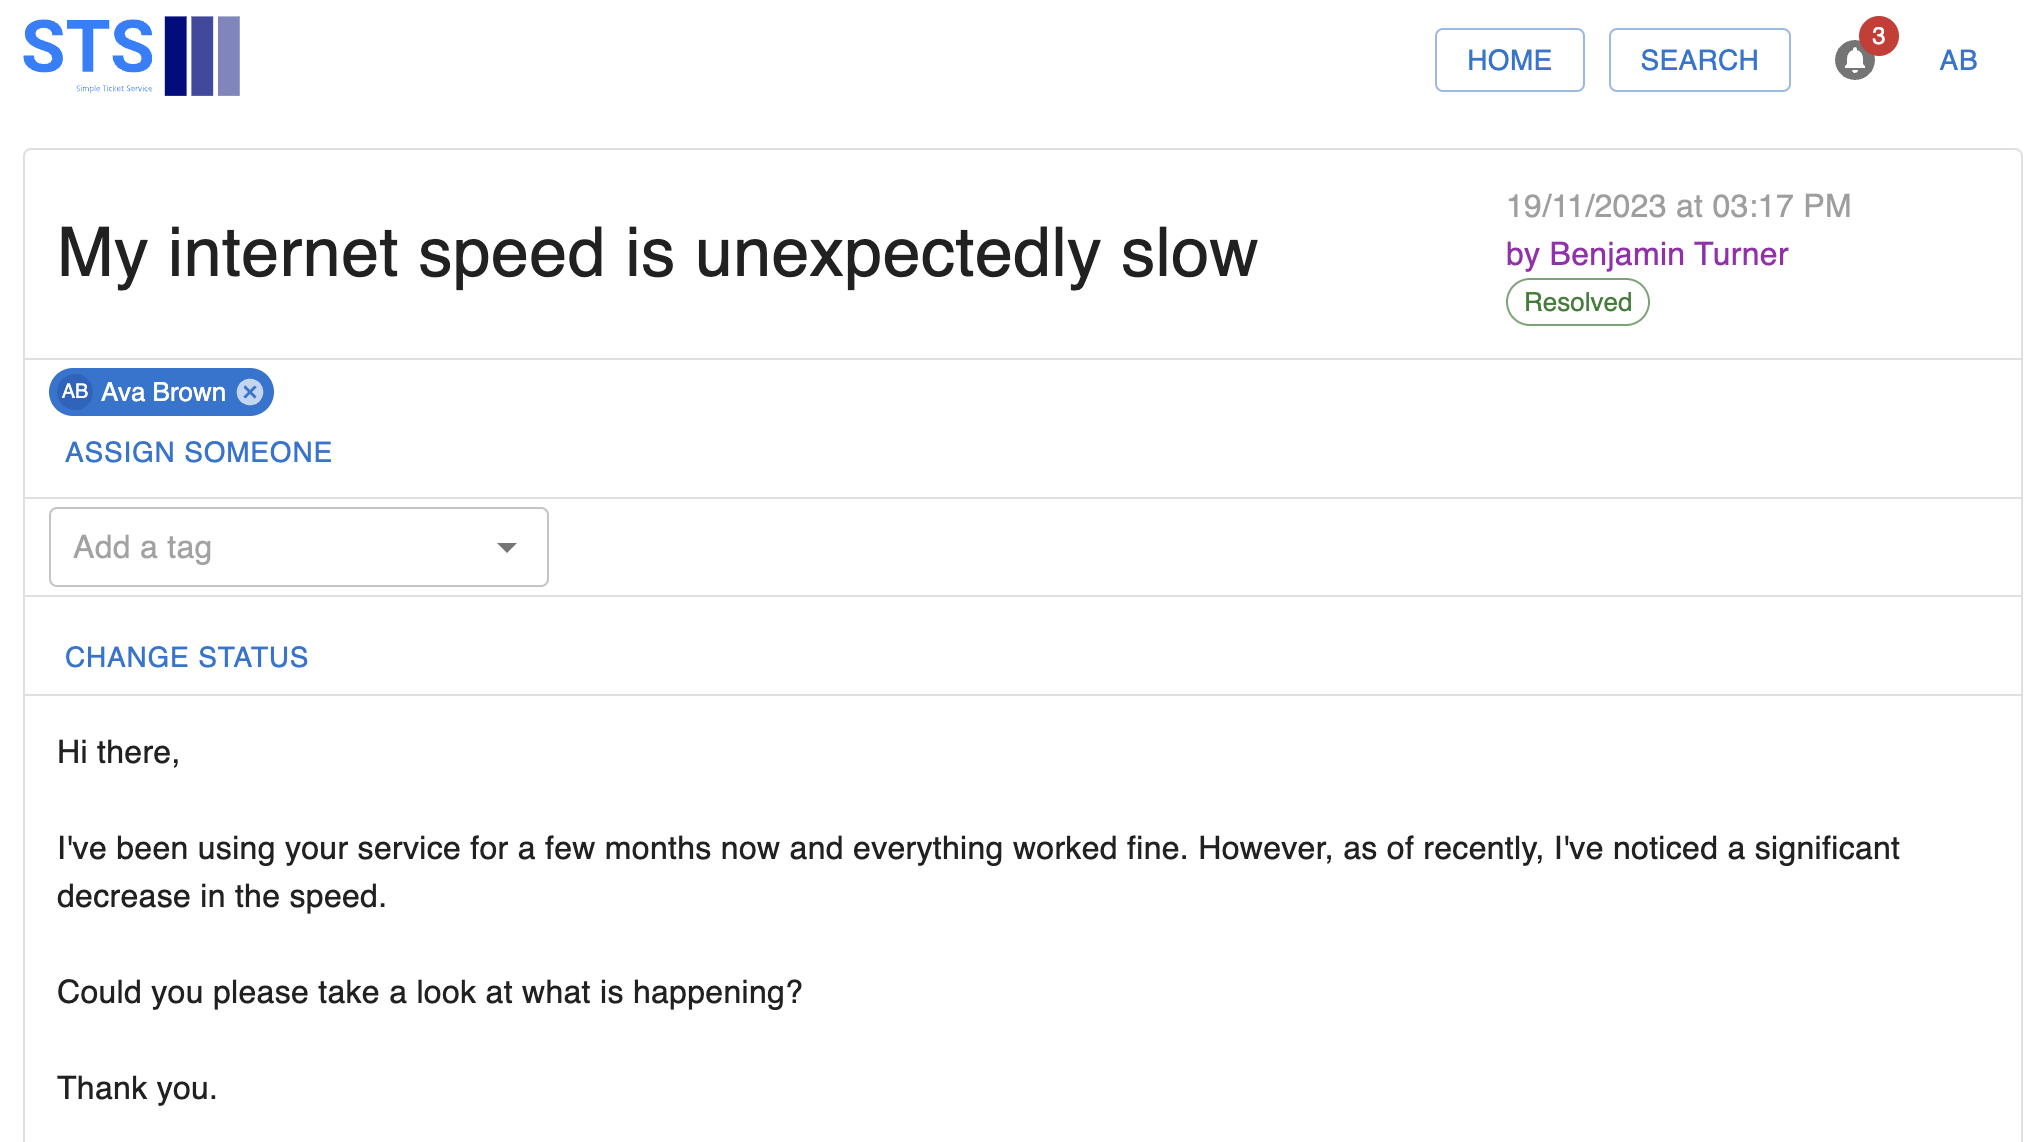 STS
Simple Ticket Service
HOME
SEARCH
3
AB
My internet speed is unexpectedly slow
19/11/2023 at 03:17 PM
by Benjamin Turner
Resolved
AB Ava Brown
ASSIGN SOMEONE
Add a tag
CHANGE STATUS
Hi there,
I've been using your service for a few months now and everything worked fine. However, as of recently, I've noticed a significant
decrease in the speed.
Could you please take a look at what is happening?
Thank you.